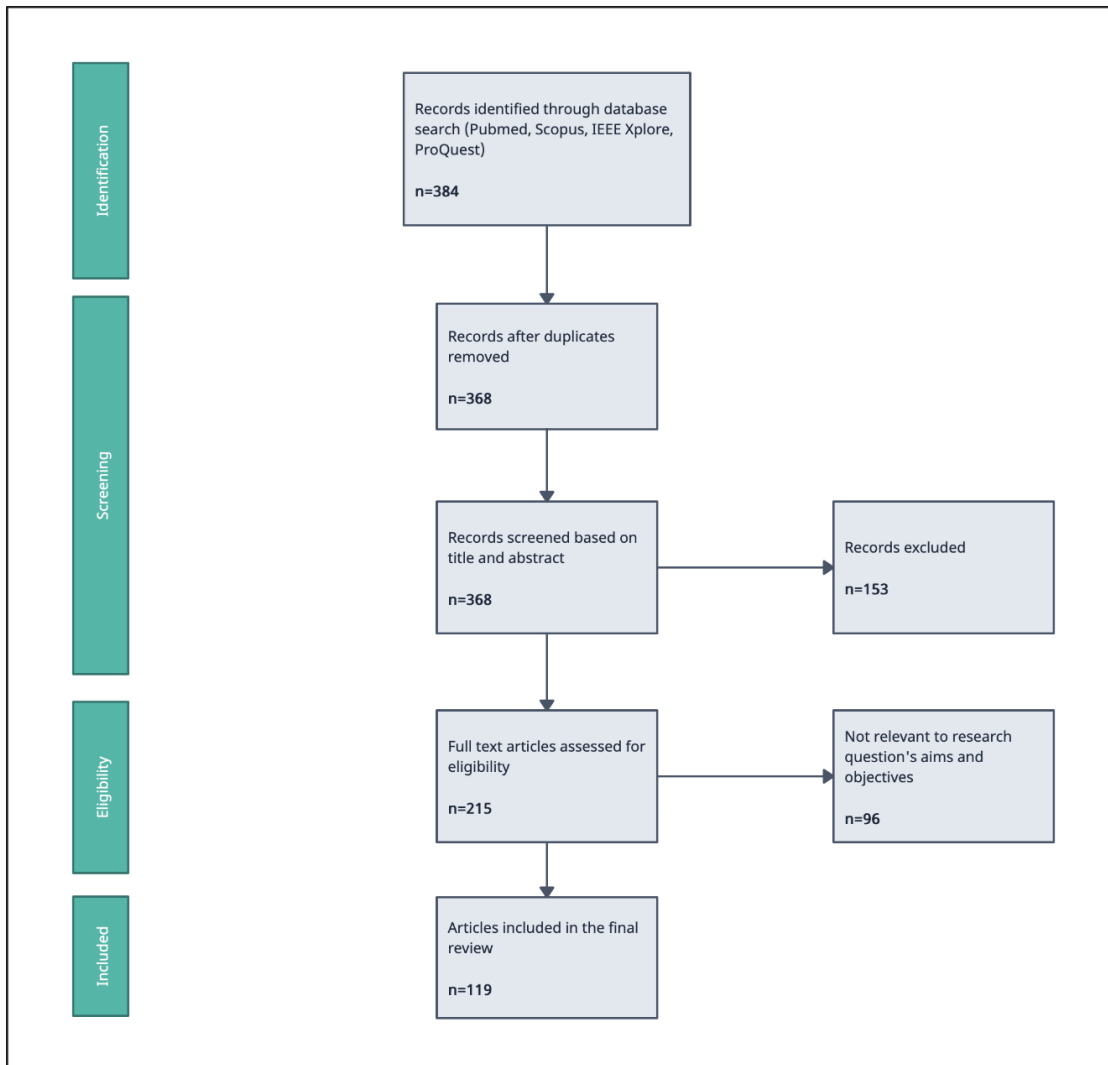 Identification
Records identified through database
search (Pubmed, Scopus, IEEE Xplore,
ProQuest)
n=384
Screening
Records after duplicates
removed
n=368
Records screened based on
title and abstract
n=368
Records excluded
n=153
Eligibility
Full text articles assessed for
eligibility
n=215
Not relevant to research
question's aims and
objectives
n=96
Included
Articles included in the final
review
n=119